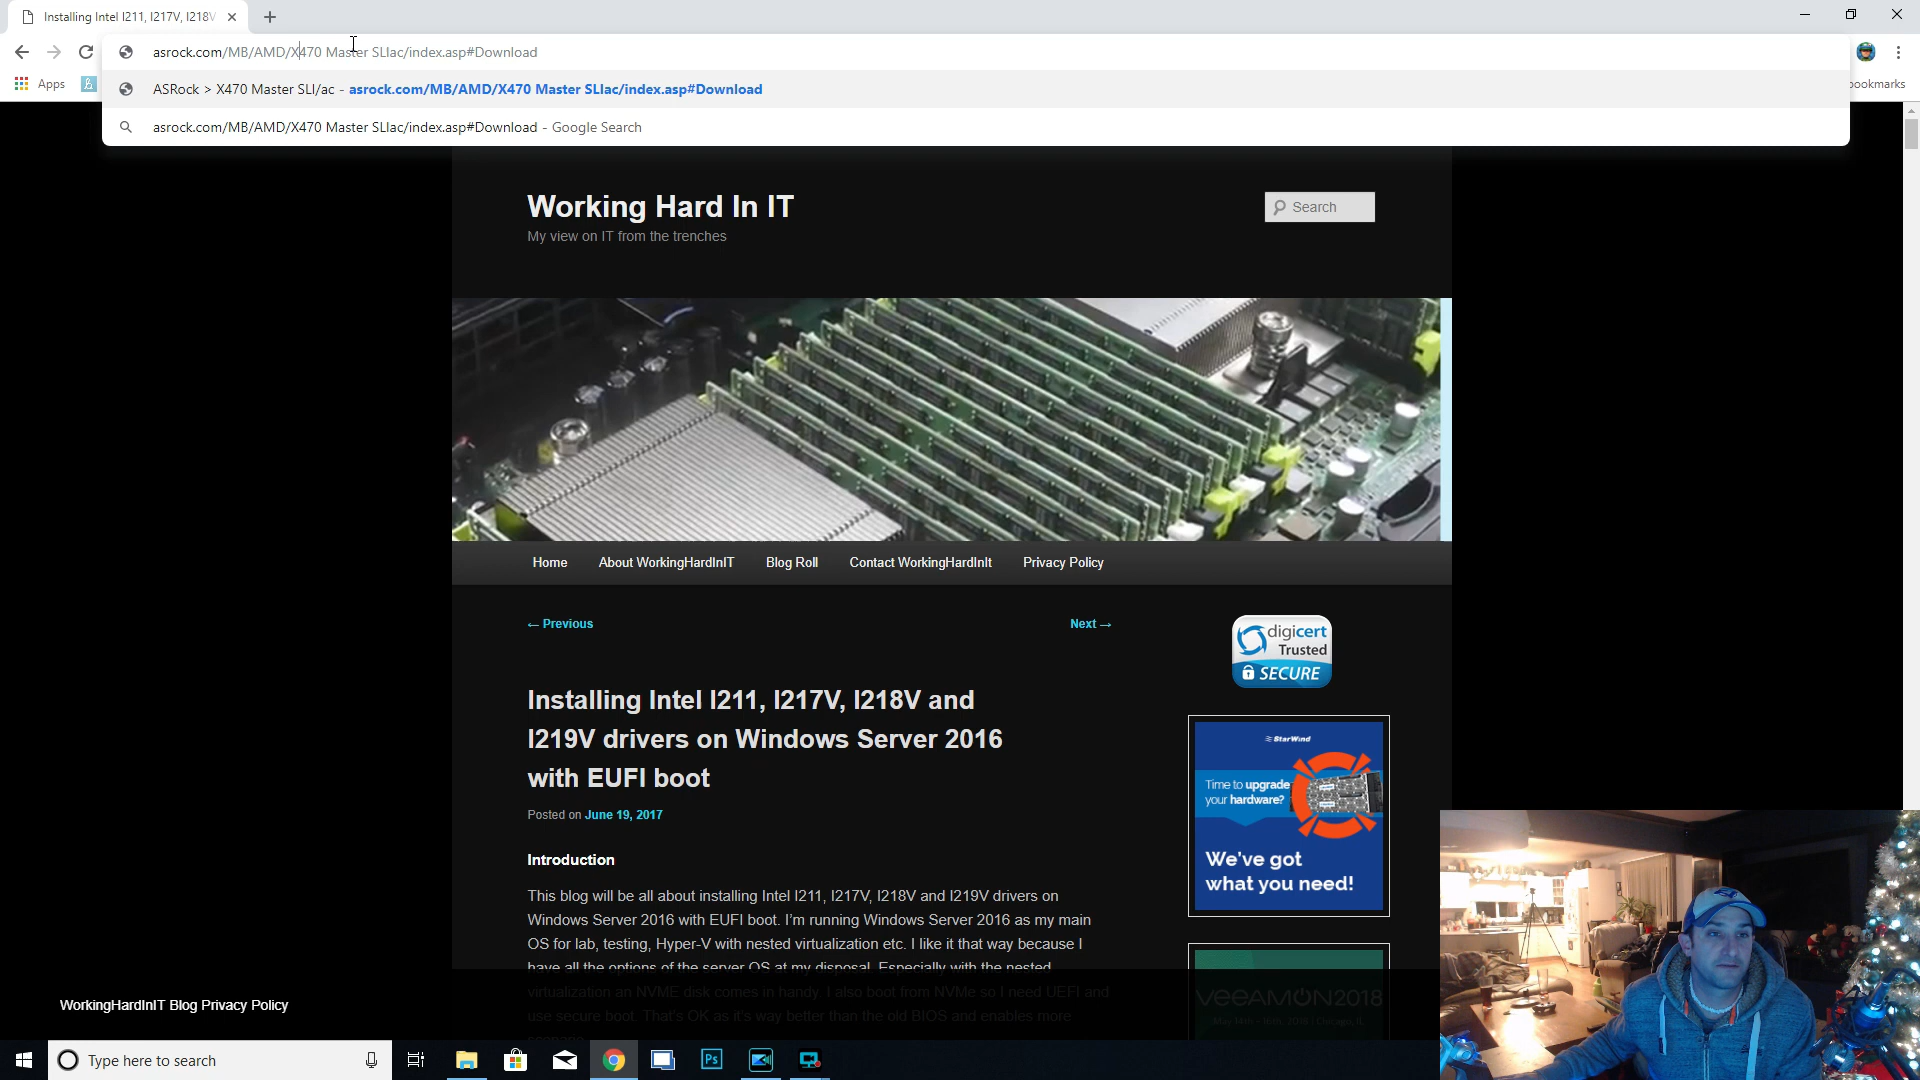 Installing Intel I211, I217V, I218V
asrock.com/MB/AMD/X470 Master SLIac/index.asp#Download
Apps
bookmarks
ASRock > X470 Master SLI/ac - asrock.com/MB/AMD/X470 Master SLIac/index.asp#Download
asrock.com/MB/AMD/X470 Master SLIac/index.asp#Download - Google Search
Working Hard In IT
Search
My view on IT from the trenches
Home
About WorkingHardInIT
Blog Roll
Contact WorkingHardInIt
Privacy Policy
← Previous
Next →
digicert
Trusted
SECURE
Installing Intel I211, I217V, I218V and
I219V drivers on Windows Server 2016
with EUFI boot
Posted on June 19, 2017
StarWind
Time to upgrade
your hardware?
We've got
what you need!
Introduction
This blog will be all about installing Intel I211, I217V, I218V and I219V drivers on
Windows Server 2016 with EUFI boot. I'm running Windows Server 2016 as my main
OS for lab, testing, Hyper-V with nested virtualization etc. I like it that way because I
have all the options of the server OS at my disposal. Especially with the nested
virtualization an NVME disk comes in handy. I also boot from NVMe so I need UEFI and
use secure boot. That's OK as it's way better than the old BIOS and enables more
VEEAMON2018
WorkingHardInIT Blog Privacy Policy
Type here to search
Ps